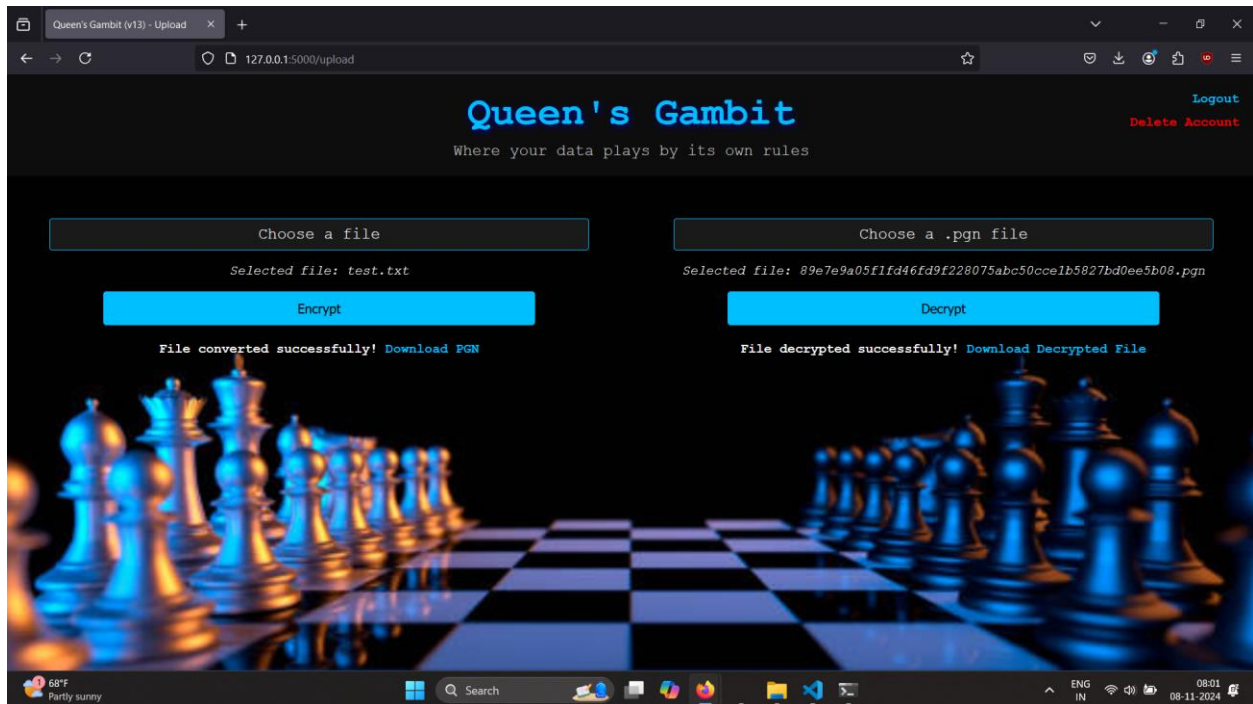 Queen's Gambit (v13) - Upload
127.0.0.1:5000/upload
Queen's Gambit
Where your data plays by its own rules
Logout
Delete Account
Choose a file
Selected file: test.txt
Encrypt
File converted successfully! Download PGN
Choose a .pgn file
Selected file: 89e7e9a05f1fd46fd9f228075abc50cce1b5827bd0ee5b08.pgn
Decrypt
File decrypted successfully! Download Decrypted File
1
68°F
Partly sunny
Search
ENG
IN
08:01
08-11-2024